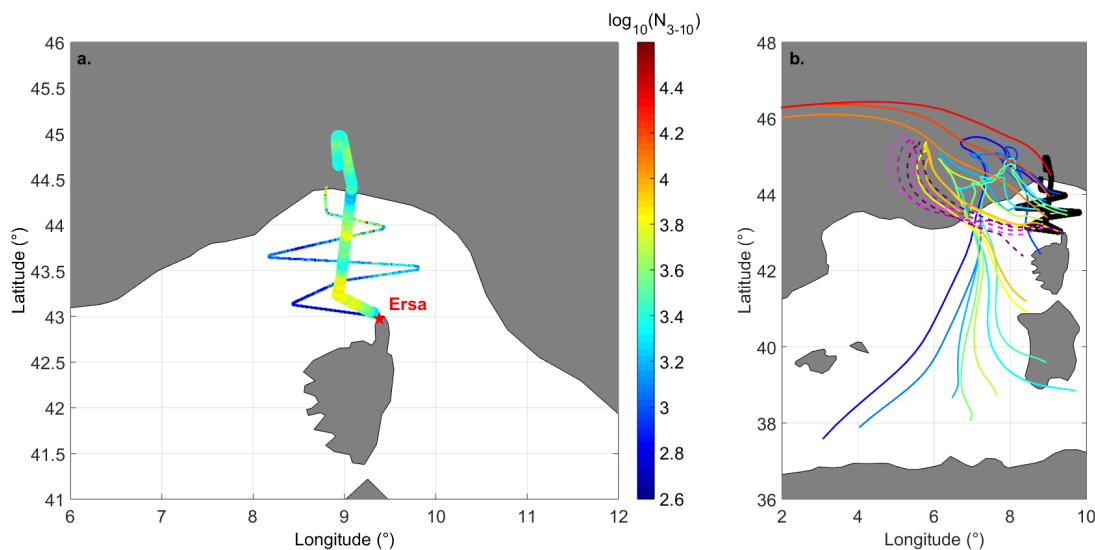 a.
46
45.5
45
44.5
44
43.5
43
42.5
42
41.5
41
Latitude (°)
6 7 8 9 10 11 12
Longitude (°)
Ersa
log10(N3-10)
4.4
4.2
4
3.8
3.6
3.4
3.2
3
2.8
2.6
b.
48
46
44
42
40
38
36
Latitude (°)
2 4 6 8 10
Longitude (°)